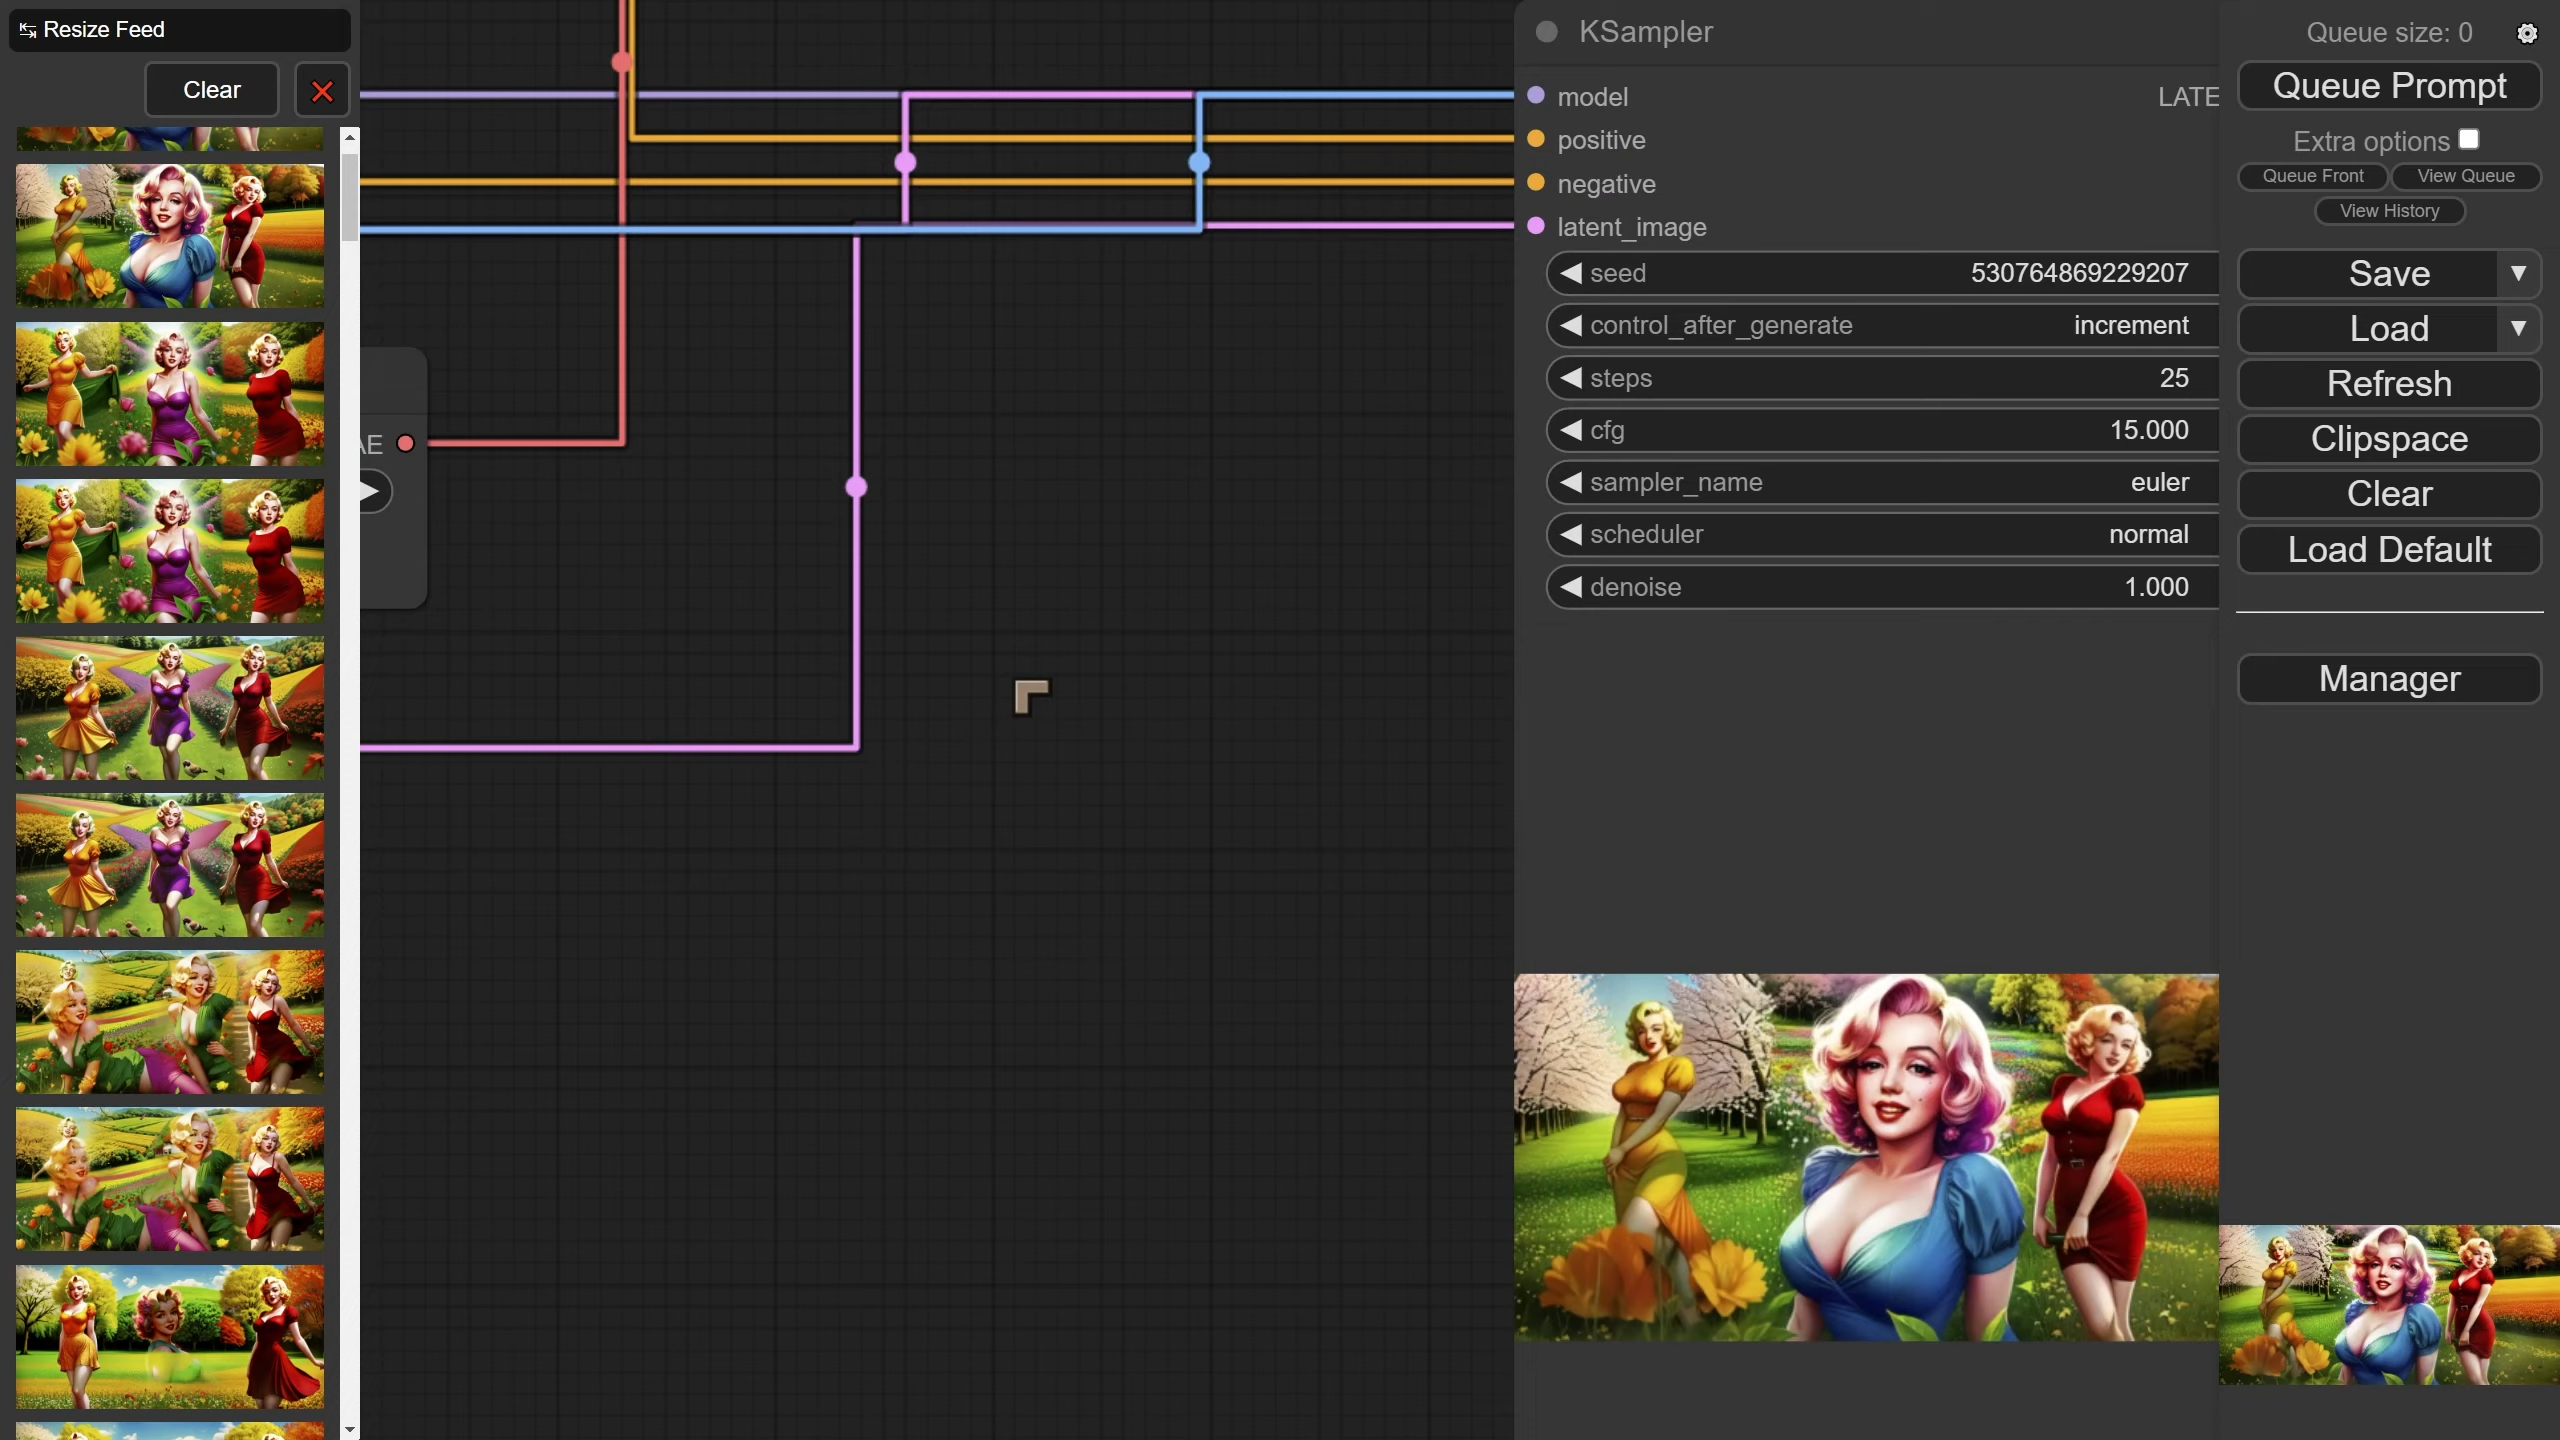 Resize Feed
Clear
KSampler
model
LATE
positive
negative
latent_image
seed 530764869229207
control_after_generate increment
steps 25
cfg 15.000
sampler_name euler
scheduler normal
denoise 1.000
AE
Queue size: 0
Queue Prompt
Extra options
Queue Front View Queue
View History
Save
Load
Refresh
Clipspace
Clear
Load Default
Manager